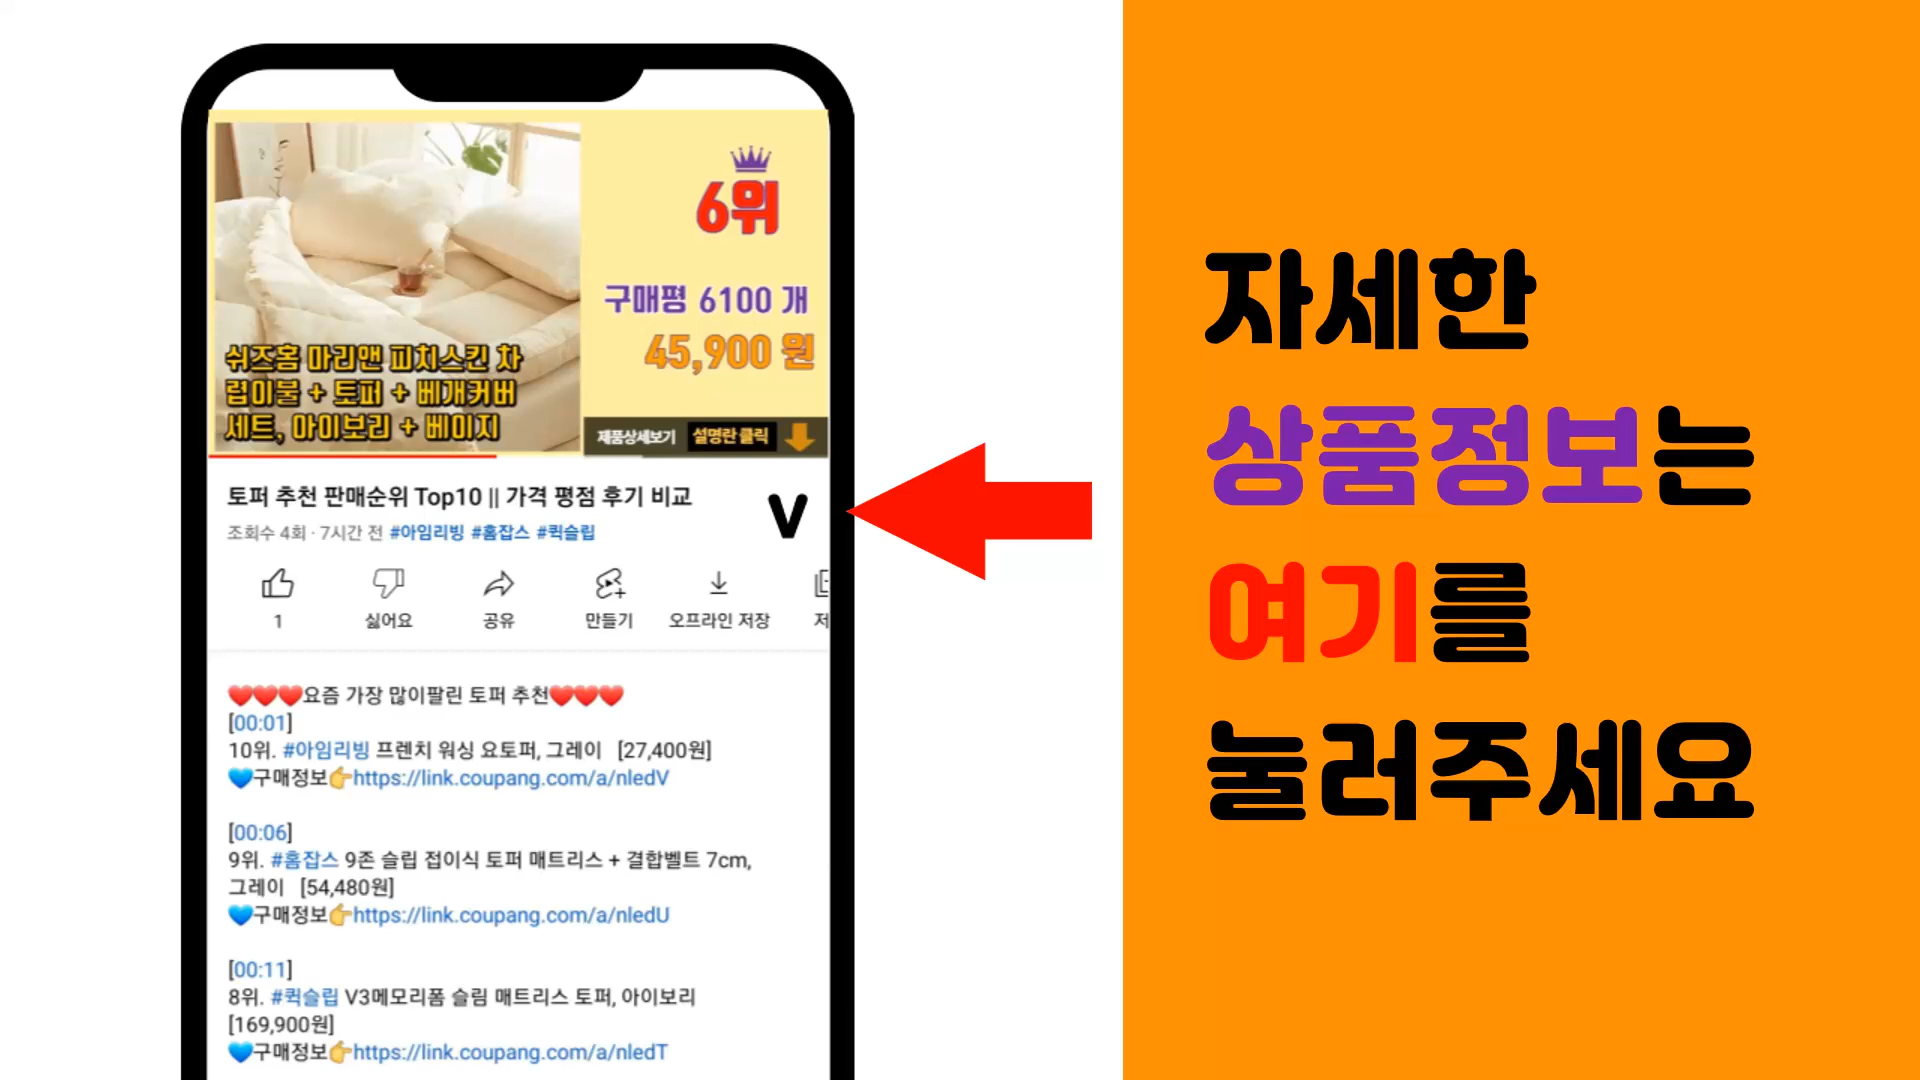 6위
구매평 6100 개
45,900 원
쉬즈홈 마리앤 피치스킨 차
렵이불 + 토퍼 + 베개커버
세트, 아이보리 + 베이지
제품상세보기 설명란 클릭
토퍼 추천 판매순위 Top10 || 가격 평점 후기 비교
V
조회수 4회 · 7시간 전 #아임리빙 #홈잡스 #퀵슬립
1 싫어요 공유 만들기 오프라인 저장 저
❤❤❤요즘 가장 많이팔린 토퍼 추천❤❤❤
[00:01]
10위. #아임리빙 프렌치 워싱 요토퍼, 그레이 [27,400원]
💙구매정보👉https://link.coupang.com/a/nledV
[00:06]
9위. #홈잡스 9존 슬립 접이식 토퍼 매트리스 + 결합벨트 7cm,
그레이 [54,480원]
💙구매정보👉https://link.coupang.com/a/nledU
[00:11]
8위. #퀵슬립 V3메모리폼 슬림 매트리스 토퍼, 아이보리
[169,900원]
💙구매정보👉https://link.coupang.com/a/nledT
자세한
상품정보는
여기를
눌러주세요